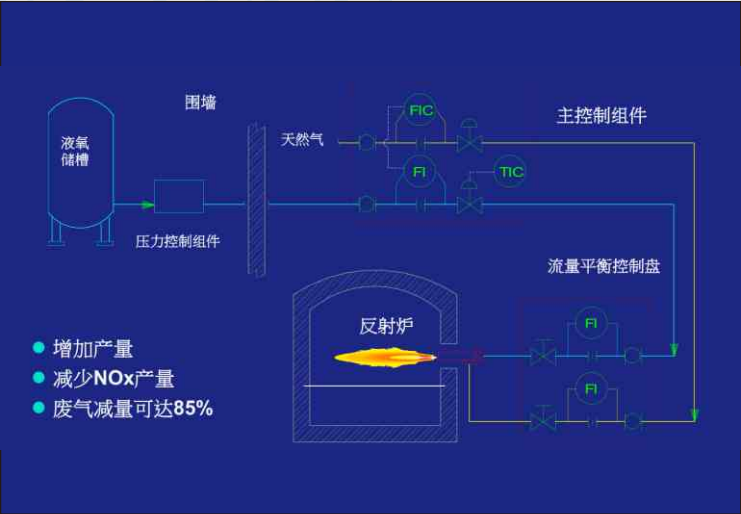 围墙
FIC
主控制组件
液氧
储槽
天然气
FI
TIC
压力控制组件
流量平衡控制盘
反射炉
FI
增加产量
减少NOx产量
FI
废气减量可达85%